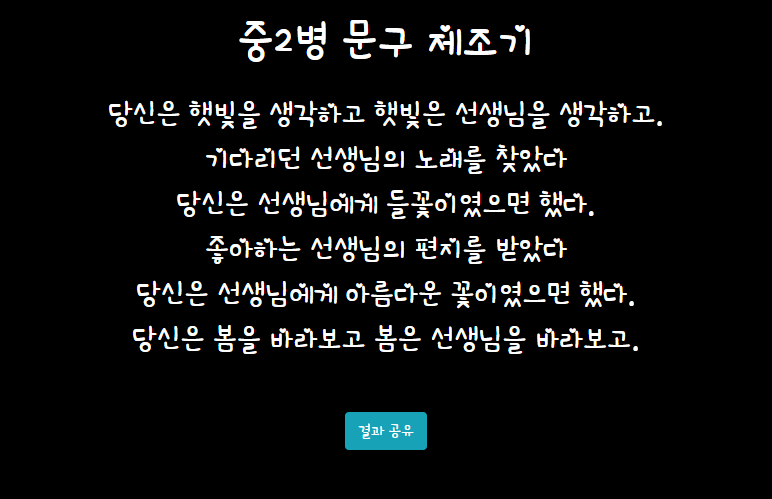 중2병 문구 제조기
당신은 햇빛을 생각하고 햇빛은 선생님을 생각하고.
기다리던 선생님의 노래를 찾았다
당신은 선생님에게 들꽃이였으면 했다.
좋아하는 선생님의 편지를 받았다
당신은 선생님에게 아름다운 꽃이였으면 했다.
당신은 봄을 바라보고 봄은 선생님을 바라보고.
결과 공유